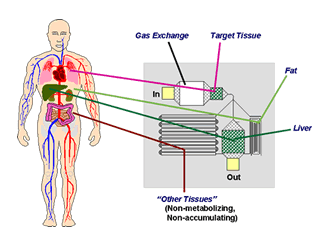 Gas Exchange
Target Tissue
Fat
In
Liver
Out
“Other Tissues”
(Non-metabolizing,
Non-accumulating)